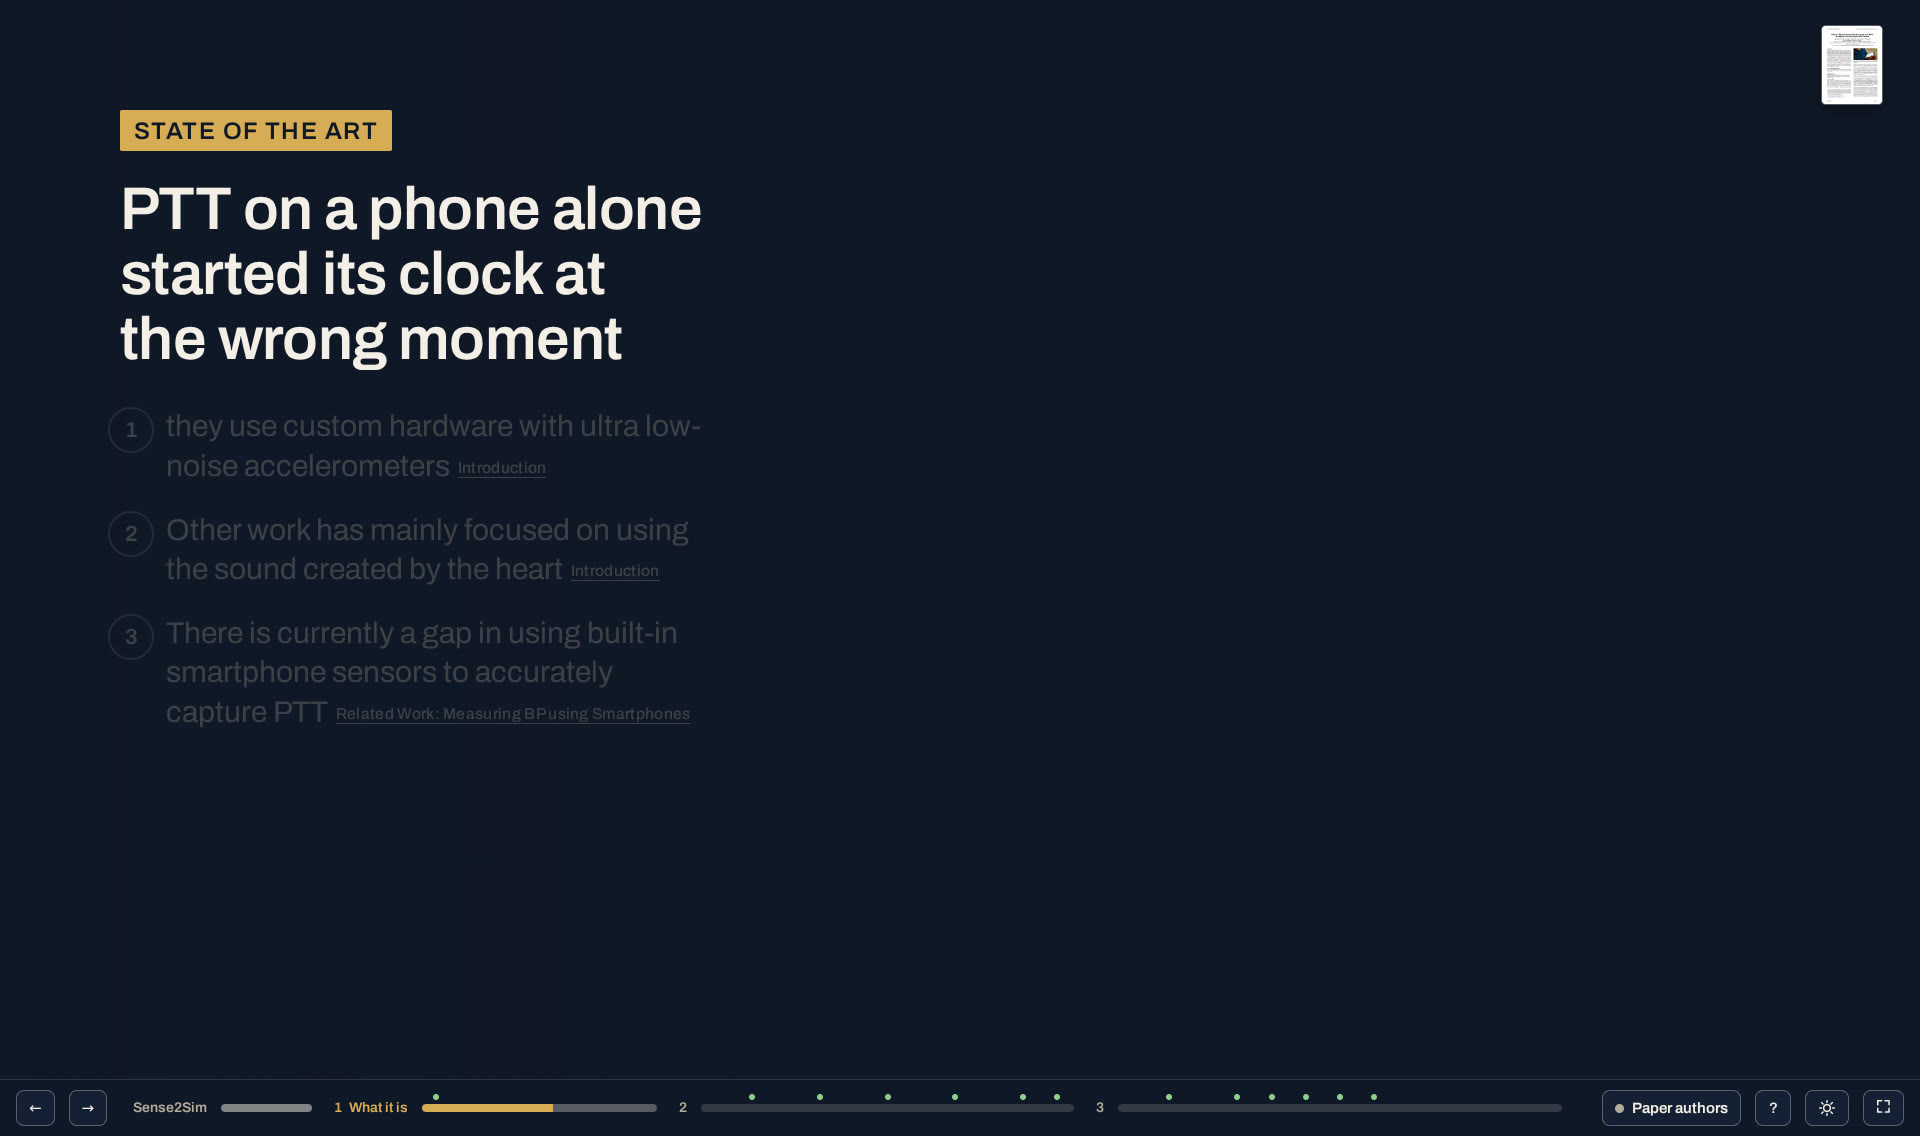 STATE OF THE ART
PTT on a phone alone
started its clock at
the wrong moment
1 they use custom hardware with ultra low-
noise accelerometers Introduction
2 Other work has mainly focused on using
the sound created by the heart Introduction
3 There is currently a gap in using built-in
smartphone sensors to accurately
capture PTT Related Work: Measuring BP using Smartphones
← → Sense2Sim 1 What it is 2 3 Paper authors ?